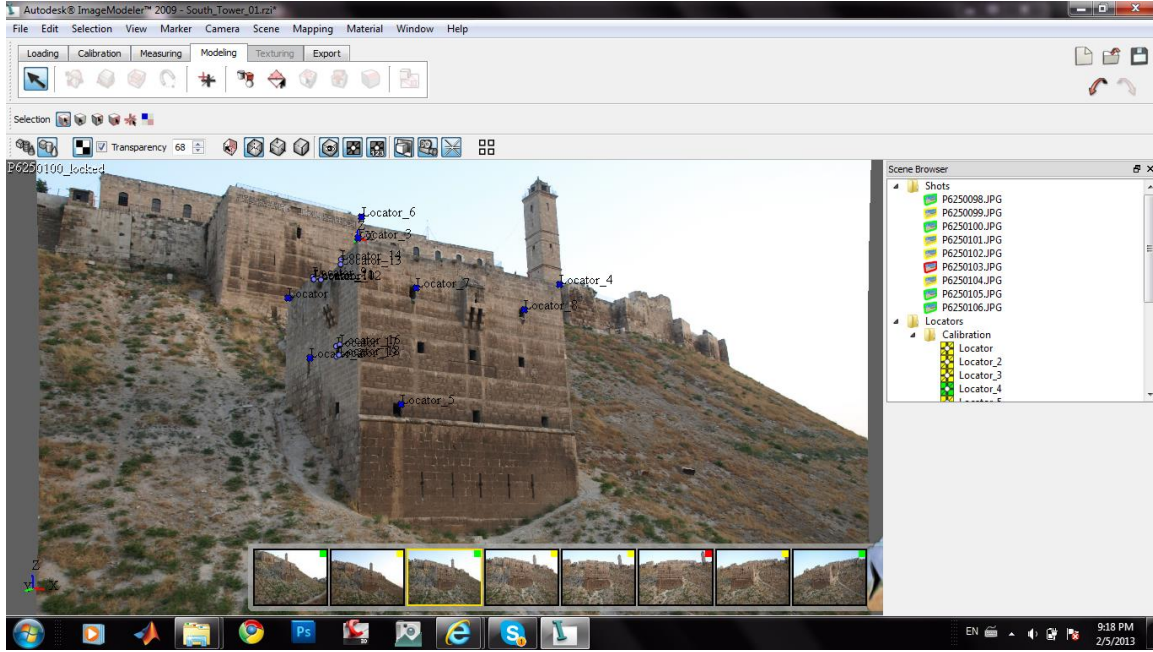 Autodesk® ImageModeler™ 2009 - South_Tower_01.rzi*
File Edit Selection View Marker Camera Scene Mapping Material Window Help
Loading Calibration Measuring Modeling Texturing Export
Selection
Transparency 68
P6250100_locked
Scene Browser
Shots
P6250098.JPG
P6250099.JPG
P6250100.JPG
P6250101.JPG
P6250102.JPG
P6250103.JPG
P6250104.JPG
P6250105.JPG
P6250106.JPG
Locators
Calibration
Locator
Locator_2
Locator_3
Locator_4
Locator_6
Z
Locator_3
Locator_14
Locator_13
Locator_7
Locator_4
Locator
Locator_5
Z
Y X
Ps
EN
9:18 PM
2/5/2013